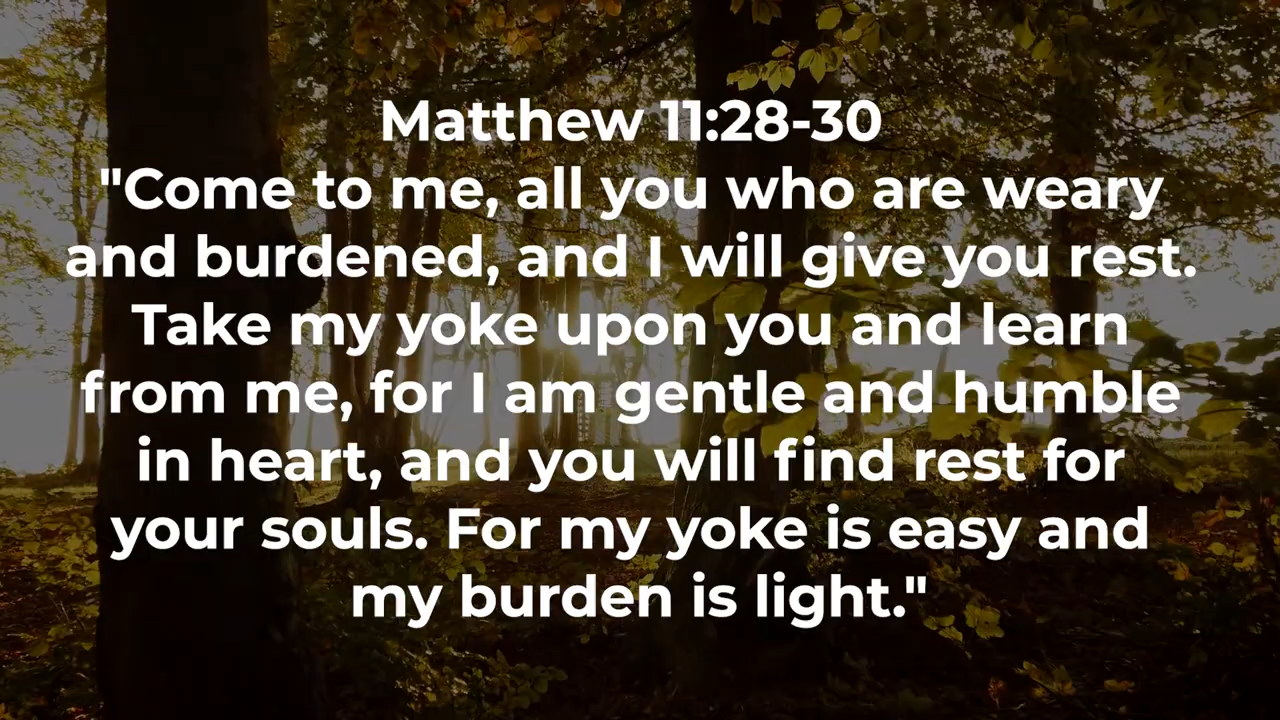 Matthew 11:28-30
"Come to me, all you who are weary
and burdened, and I will give you rest.
Take my yoke upon you and learn
from me, for I am gentle and humble
in heart, and you will find rest for
your souls. For my yoke is easy and
my burden is light."